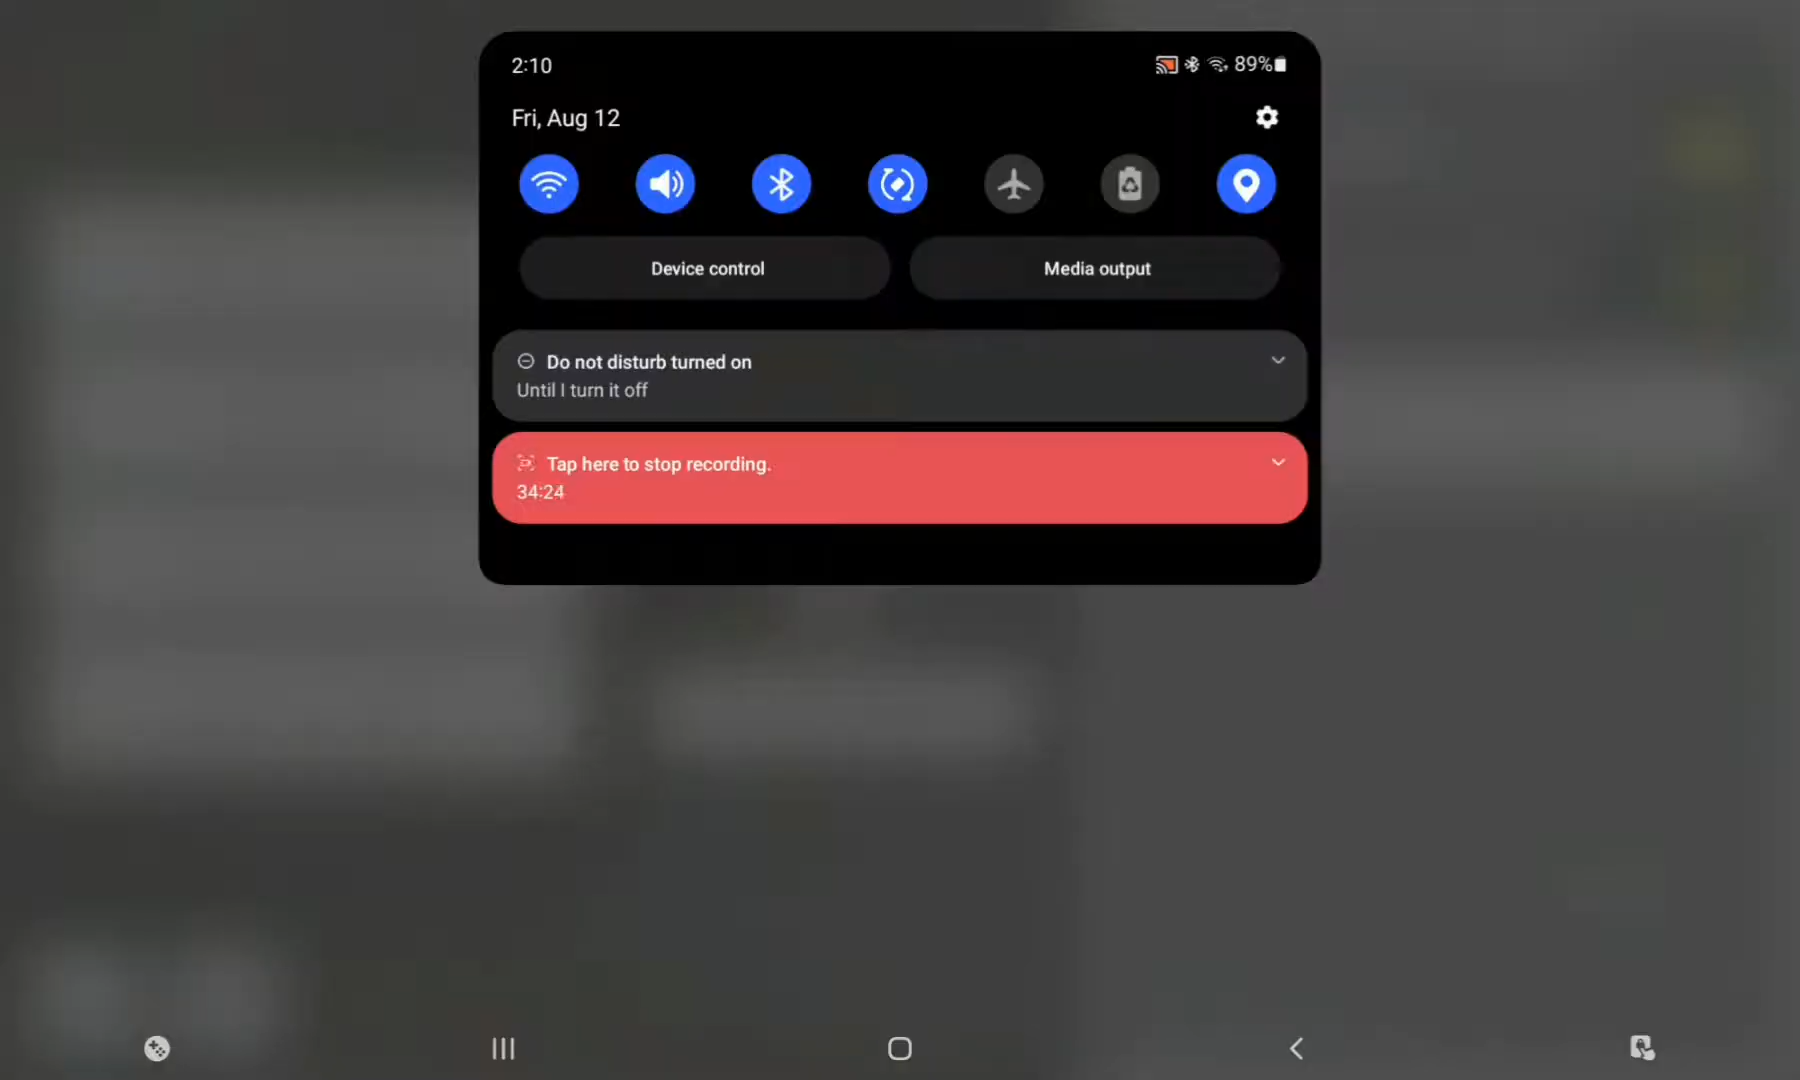 2:10
89%
Fri, Aug 12
Device control
Media output
Do not disturb turned on
Until I turn it off
Tap here to stop recording.
34:24